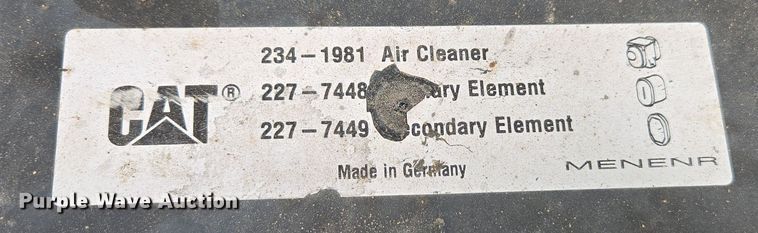 234-1981 Air Cleaner
CAT®
227-7448 ary Element
227-7449 econdary Element
Made in Germany
MENENR
Purple Wave Auction